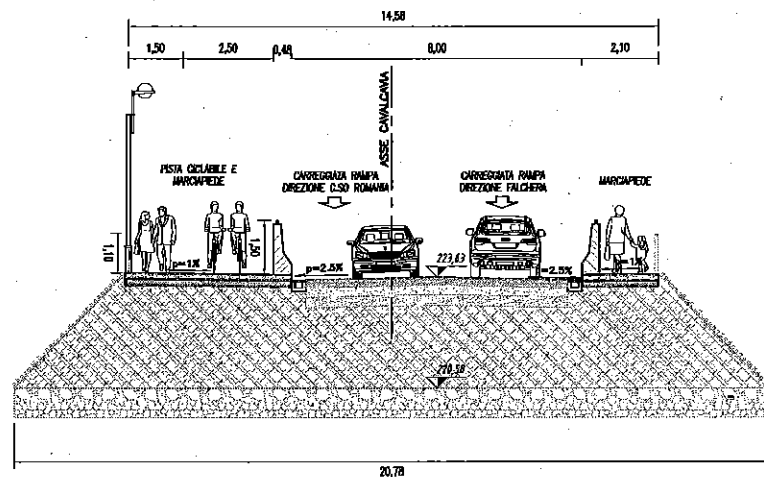 14,58
1,50 2,50 0,48 8,00 2,10
ASSE CAVALCAVIA
PISTA CICLABILE E
MARCIAPIEDE
CARREGGIATA RAMPA
DIREZIONE C.SO ROMANIA
CARREGGIATA RAMPA
DIREZIONE FALCHERA
MARCIAPIEDE
1,10
1,50
p=1%
p=2.5%
223,63
=2.5%
1%
220,58
20,78